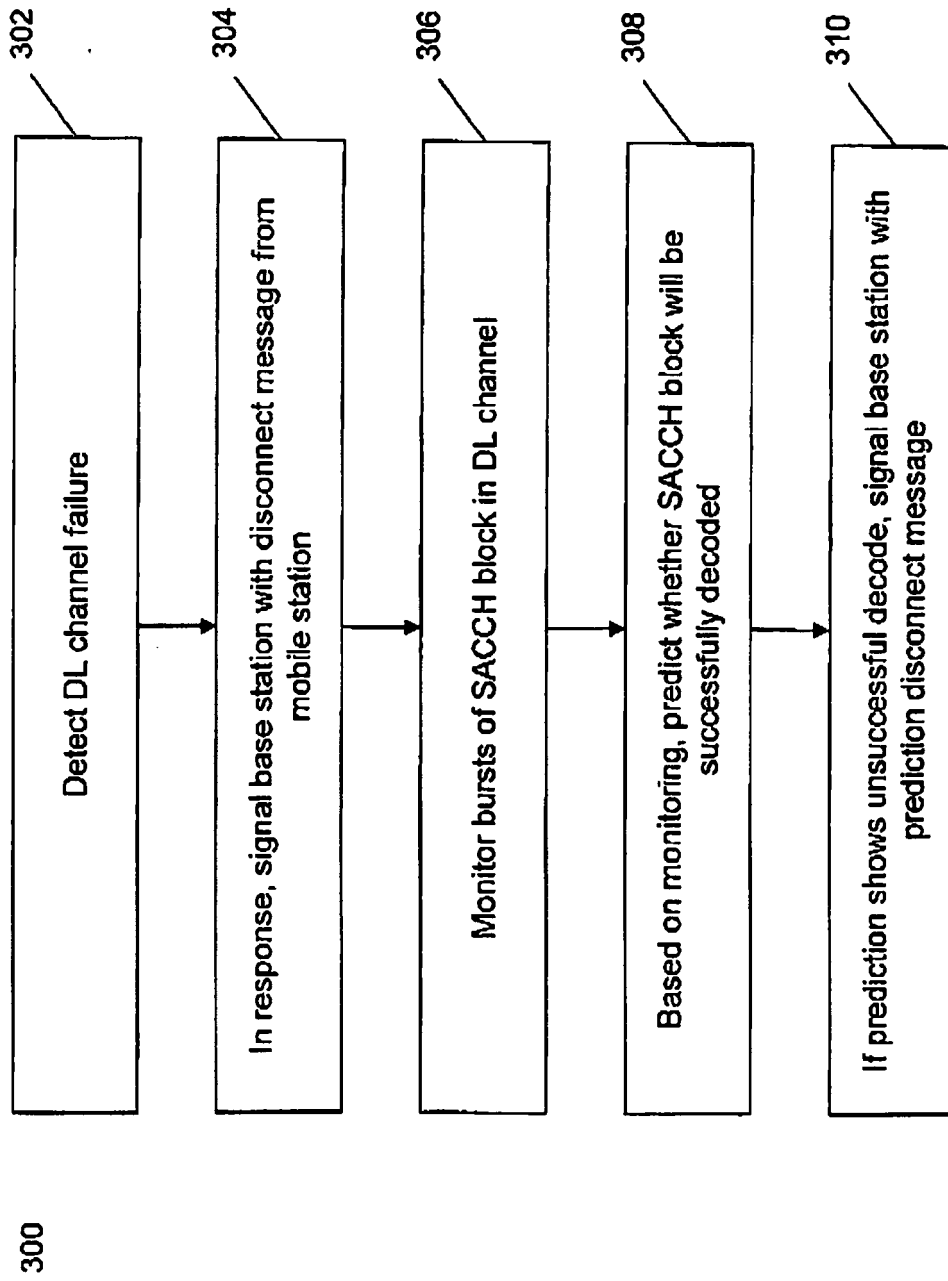 300
302
Detect DL channel failure
304
In response, signal base station with disconnect message from
mobile station
306
Monitor bursts of SACCH block in DL channel
308
Based on monitoring, predict whether SACCH block will be
successfully decoded
310
If prediction shows unsuccessful decode, signal base station with
prediction disconnect message